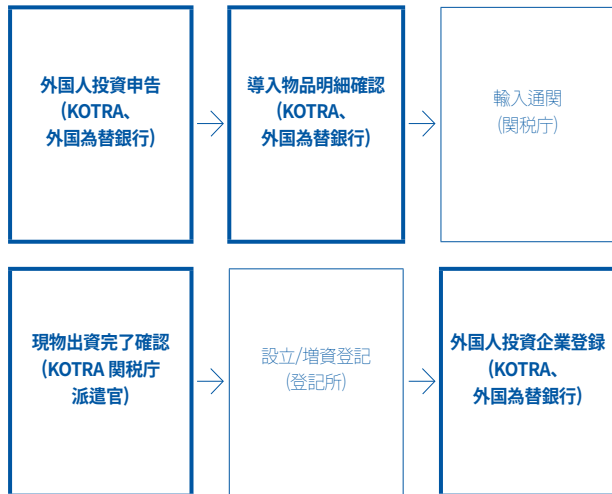 外国人投資申告
(KOTRA、
外国為替銀行)
導入物品明細確認
(KOTRA、
外国為替銀行)
輸入通関
(関税庁)
現物出資完了確認
(KOTRA 関税庁
派遣官)
設立/増資登記
(登記所)
外国人投資企業登録
(KOTRA、
外国為替銀行)